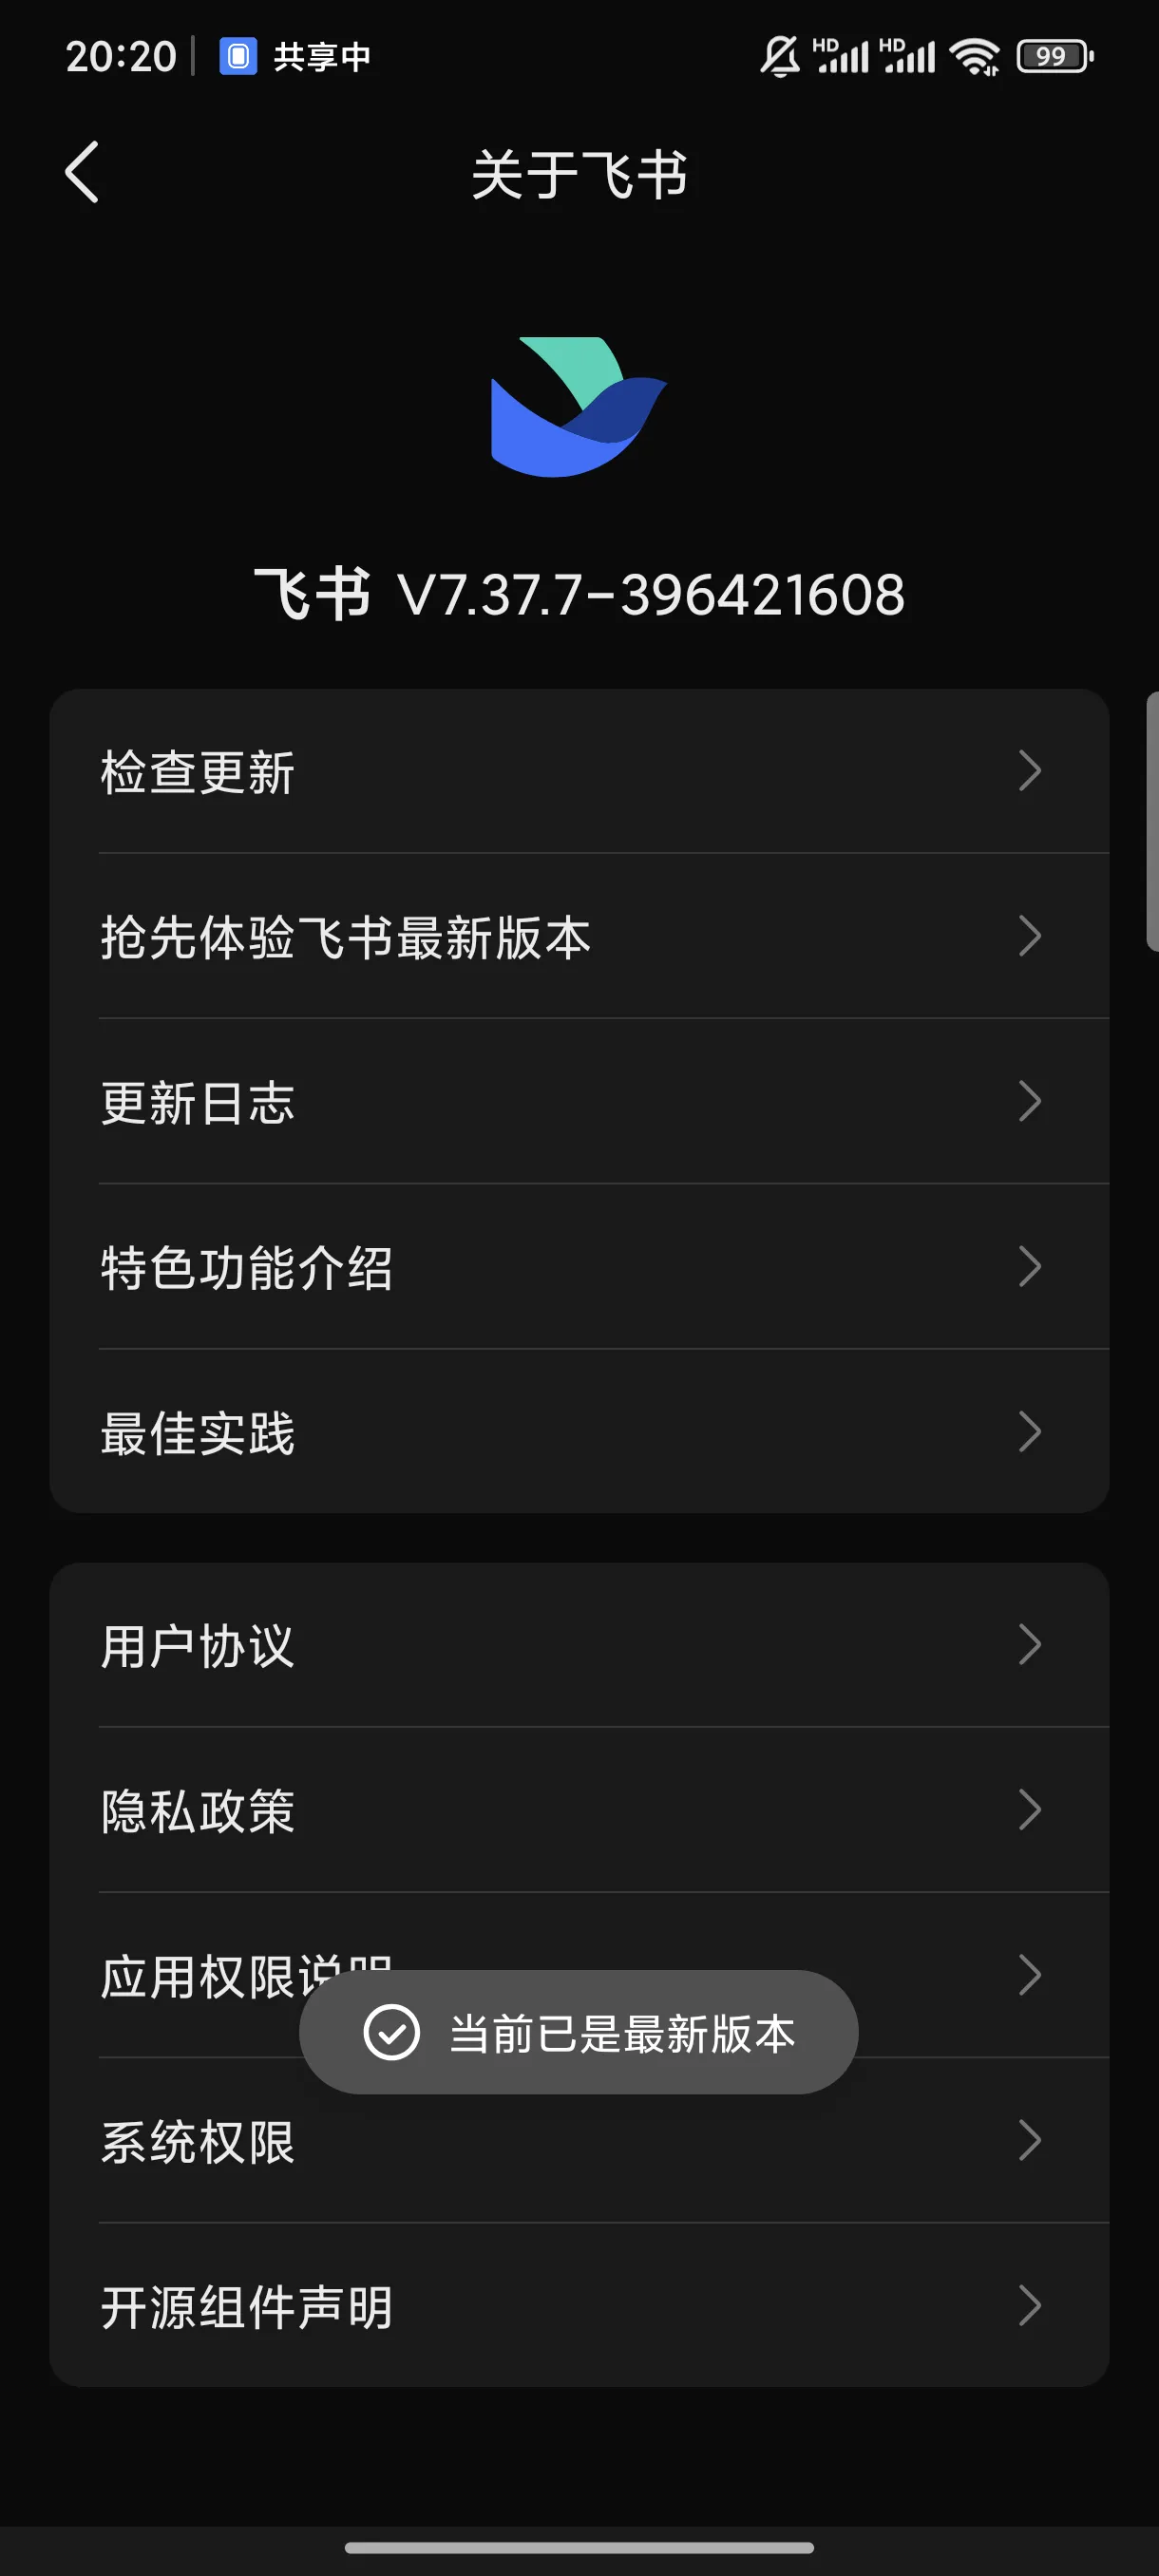 20:20 共享中 HD HD 99
关于飞书
飞书 V7.37.7-396421608
检查更新
抢先体验飞书最新版本
更新日志
特色功能介绍
最佳实践
用户协议
隐私政策
应用权限说明
当前已是最新版本
系统权限
开源组件声明